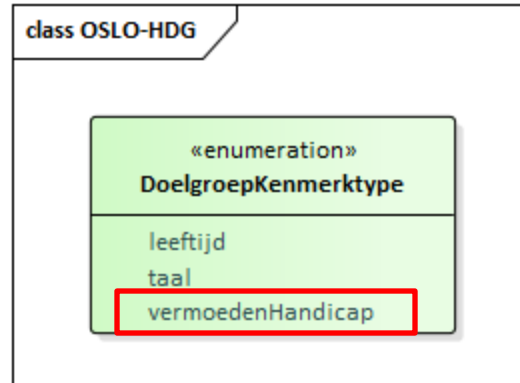 class OSLO-HDG
«enumeration»
DoelgroepKenmerktype
leeftijd
taal
vermoedenHandicap